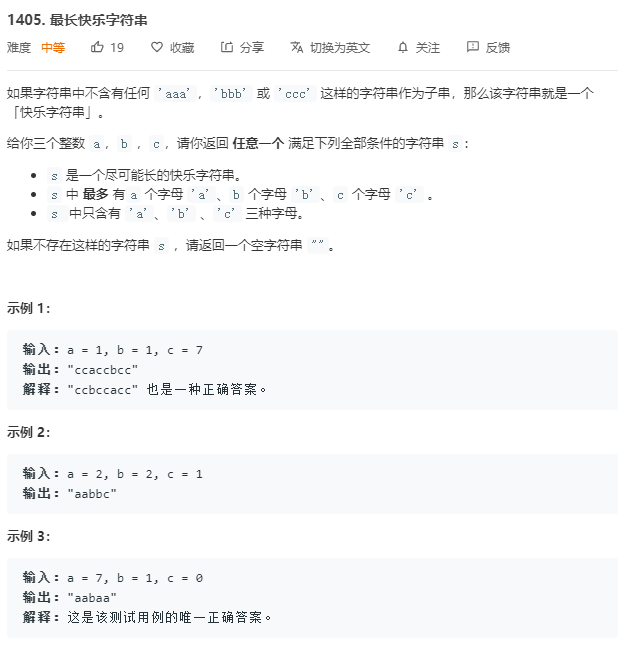 1405. 最长快乐字符串
难度 中等 19 收藏 分享 切换为英文 关注 反馈
如果字符串中不含有任何 'aaa'，'bbb' 或 'ccc' 这样的字符串作为子串，那么该字符串就是一个
「快乐字符串」。
给你三个整数 a，b ，c，请你返回 任意一个 满足下列全部条件的字符串 s：
• s 是一个尽可能长的快乐字符串。
• s 中 最多 有 a 个字母 'a'、b 个字母 'b'、c 个字母 'c' 。
• s 中只含有 'a'、'b' 、'c' 三种字母。
如果不存在这样的字符串 s ，请返回一个空字符串 ""。
示例 1：
输入：a = 1, b = 1, c = 7
输出："ccaccbcc"
解释："ccbccacc" 也是一种正确答案。
示例 2：
输入：a = 2, b = 2, c = 1
输出："aabbc"
示例 3：
输入：a = 7, b = 1, c = 0
输出："aabaa"
解释：这是该测试用例的唯一正确答案。